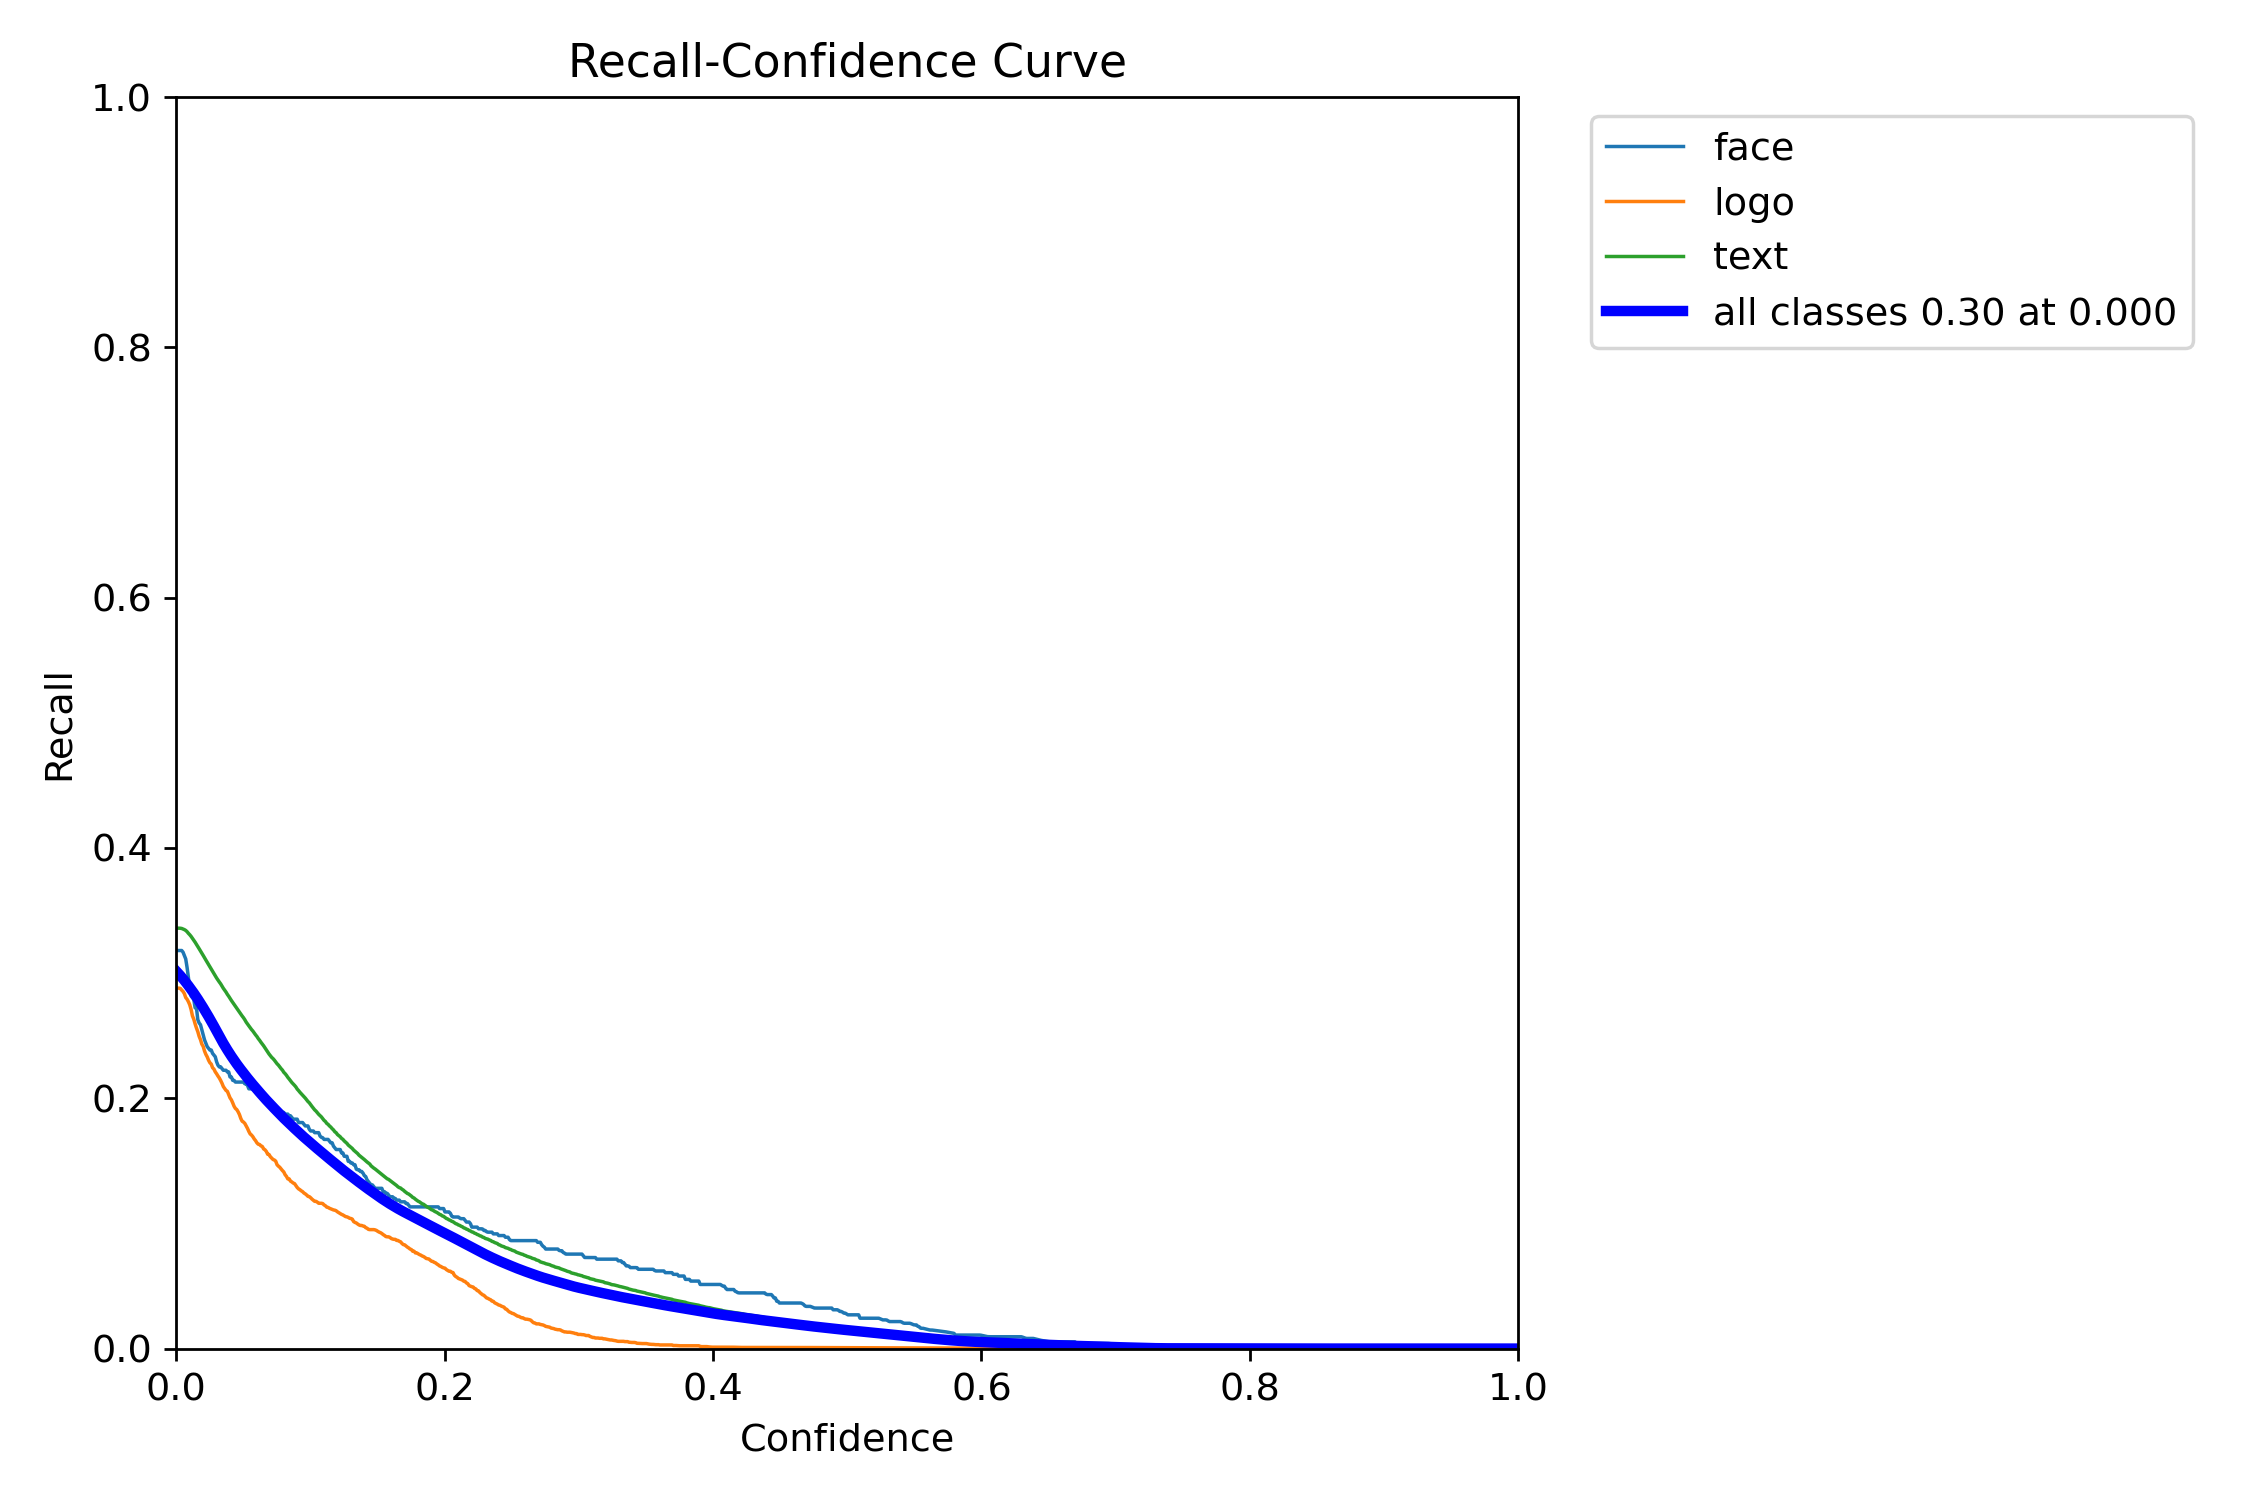 Recall-Confidence Curve
1.0
0.8
0.6
0.4
0.2
0.0
Recall
0.0 0.2 0.4 0.6 0.8 1.0
Confidence
face
logo
text
all classes 0.30 at 0.000